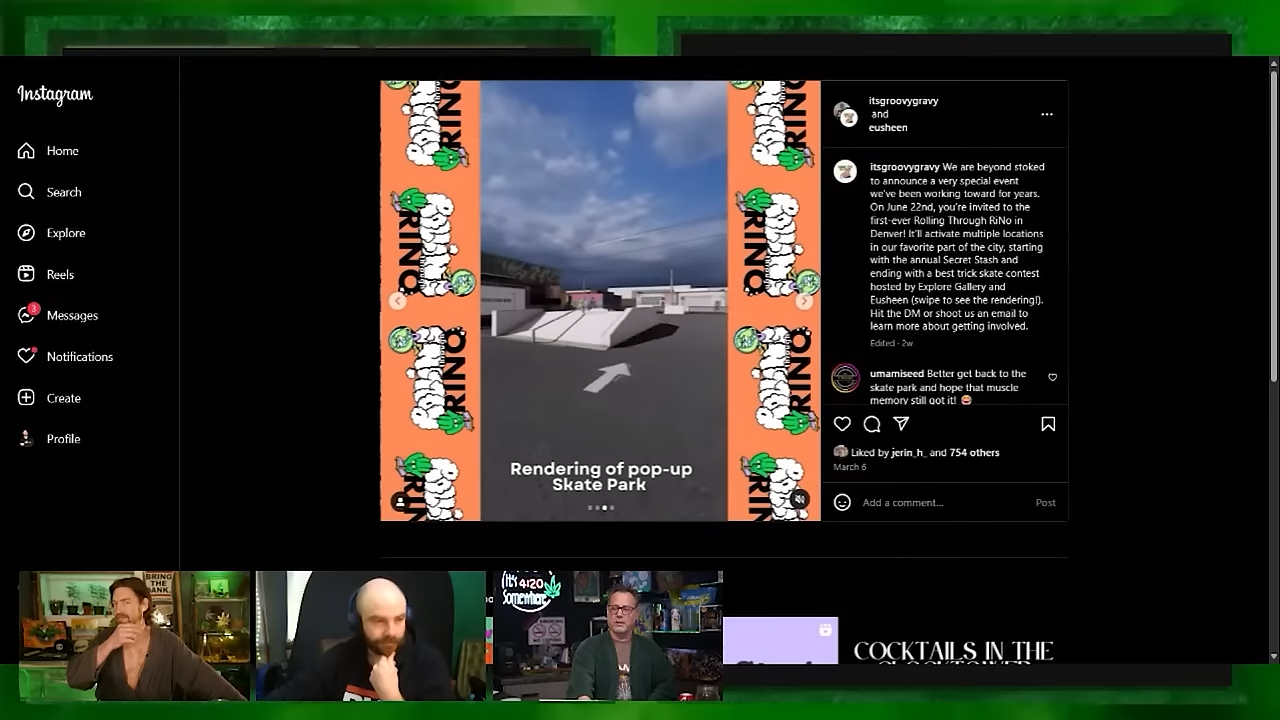 Instagram
Home
Search
Explore
Reels
3
Messages
Notifications
Create
Profile
RINO
RINO
RINO
RINO
RINO
RINO
Rendering of pop-up
Skate Park
itsgroovygravy
and
eusheen
itsgroovygravy We are beyond stoked
to announce a very special event
we've been working toward for years.
On June 22nd, you're invited to the
first-ever Rolling Through RiNo in
Denver! It'll activate multiple locations
in our favorite part of the city, starting
with the annual Secret Stash and
ending with a best trick skate contest
hosted by Explore Gallery and
Eusheen (swipe to see the rendering!).
Hit the DM or shoot us an email to
learn more about getting involved.
Edited · 2w
umamiseed Better get back to the
skate park and hope that muscle
memory still got it! 😅
Liked by jerin_h_ and 754 others
March 6
Add a comment...
Post
BRING
THE
It's 4:20
Somewhere
COCKTAILS IN THE